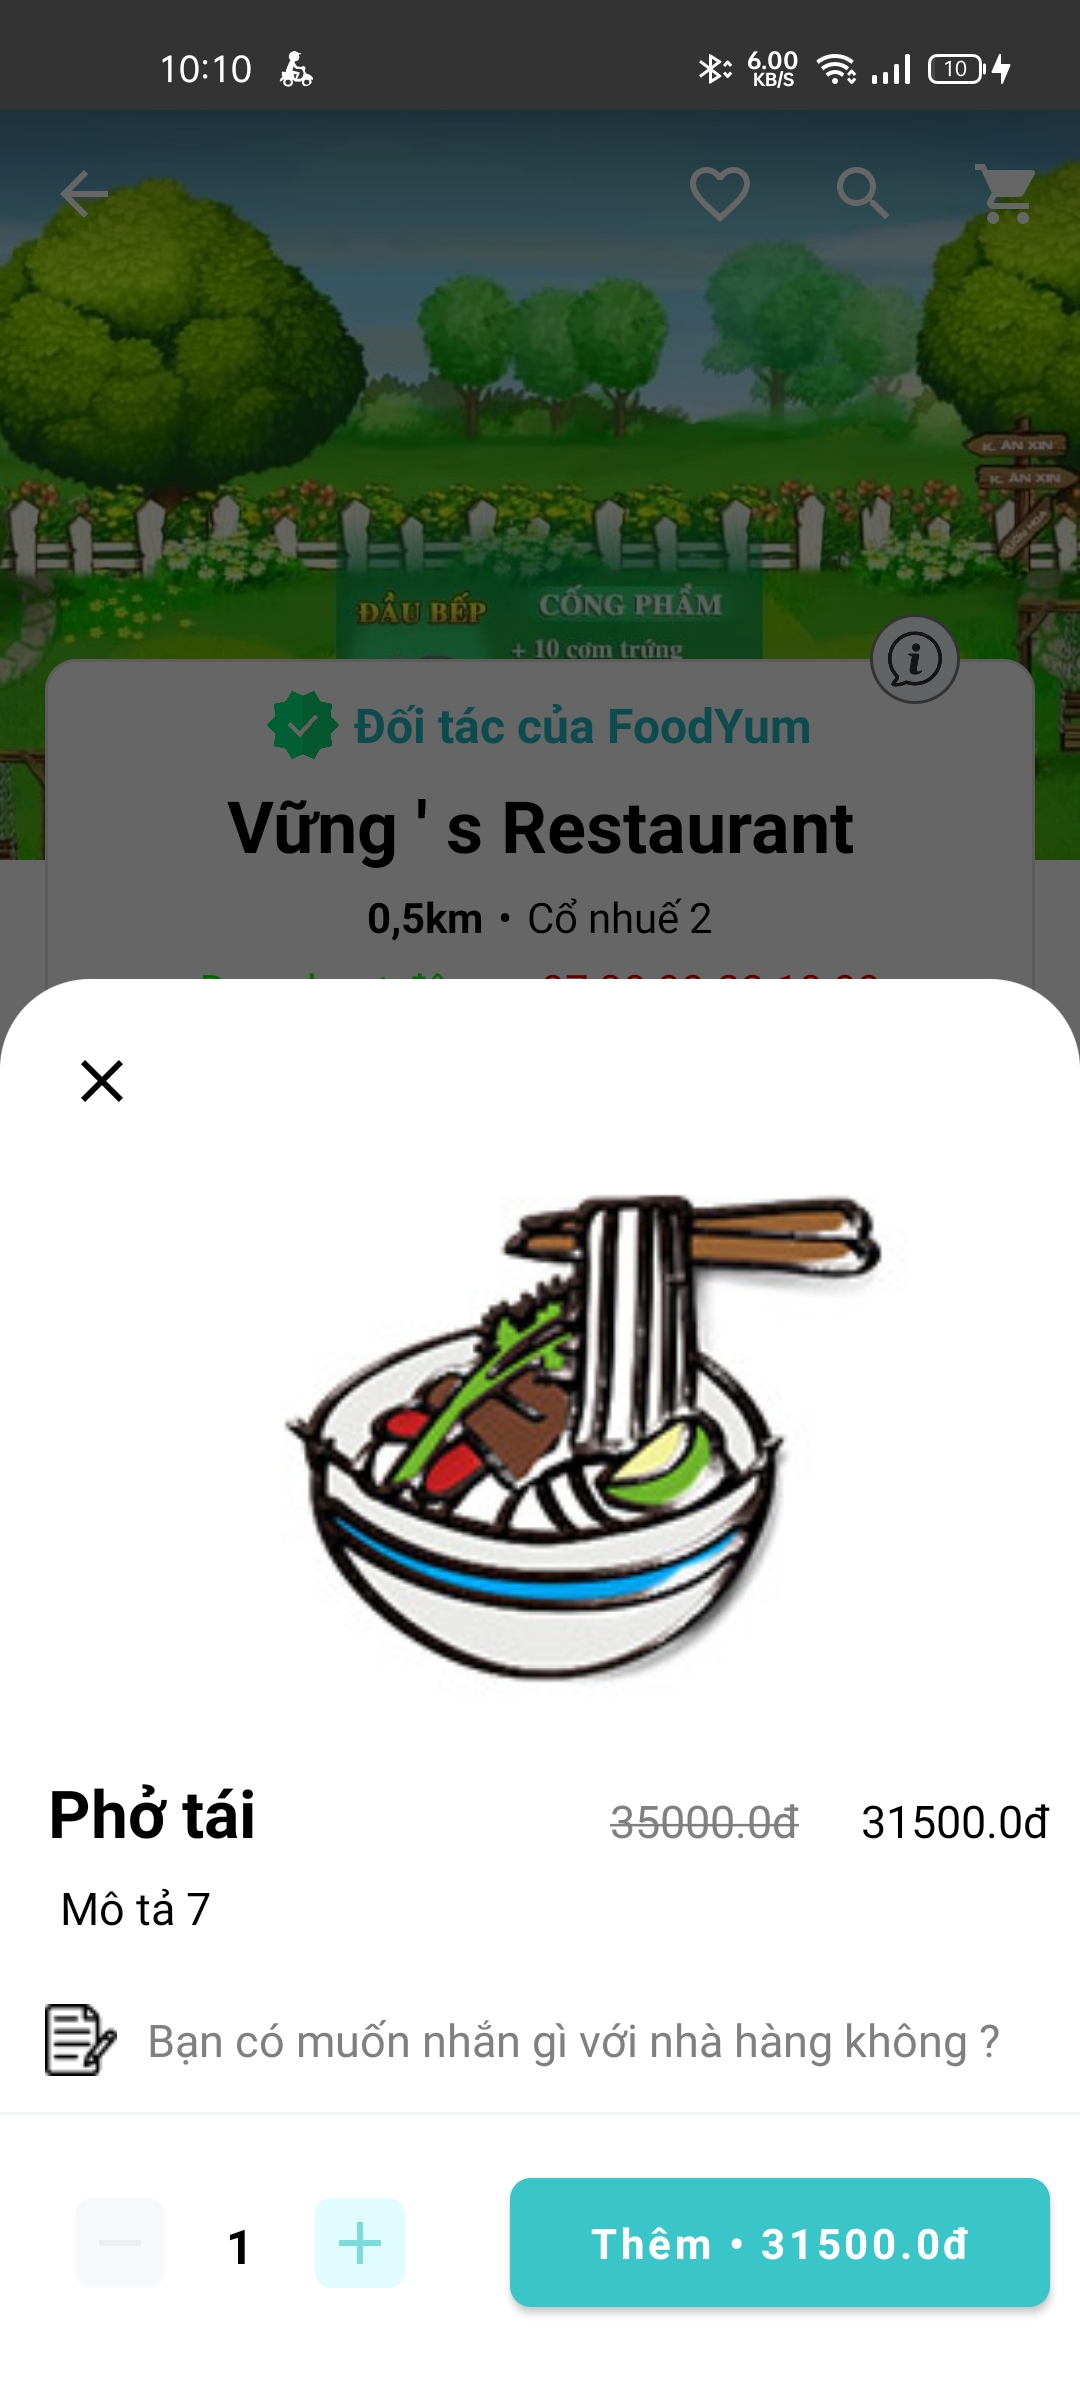 10:10
6.00
KB/S
10
K. AN XIN
K. AN XIN
ĐẦU BẾP
CỐNG PHẨM
+ 10 cơm trứng
Đối tác của FoodYum
Vững ' s Restaurant
0,5km • Cổ nhuế 2
Phở tái
35000.0đ
31500.0đ
Mô tả 7
Bạn có muốn nhắn gì với nhà hàng không ?
1
Thêm • 31500.0đ